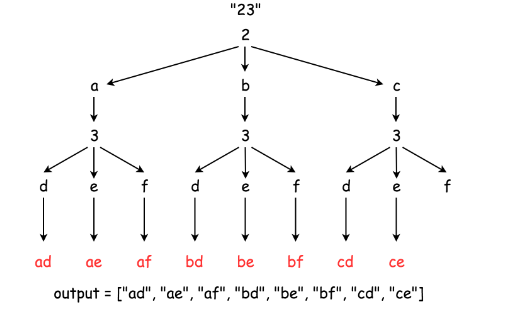 "23"
2
a b c
3 3 3
d e f d e f d e f
ad ae af bd be bf cd ce
output = ["ad", "ae", "af", "bd", "be", "bf", "cd", "ce"]